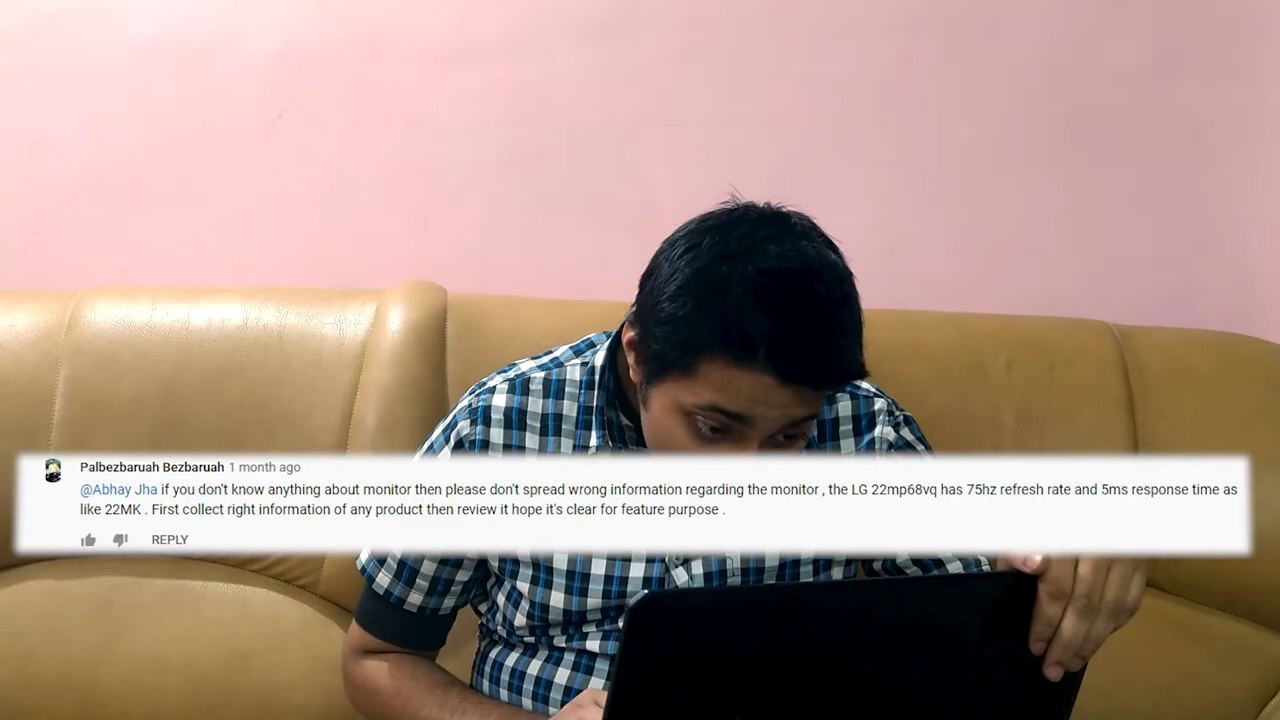 Palbezbaruah Bezbaruah 1 month ago
@Abhay Jha if you don't know anything about monitor then please don't spread wrong information regarding the monitor , the LG 22mp68vq has 75hz refresh rate and 5ms response time as
like 22MK . First collect right information of any product then review it hope it's clear for feature purpose .
REPLY